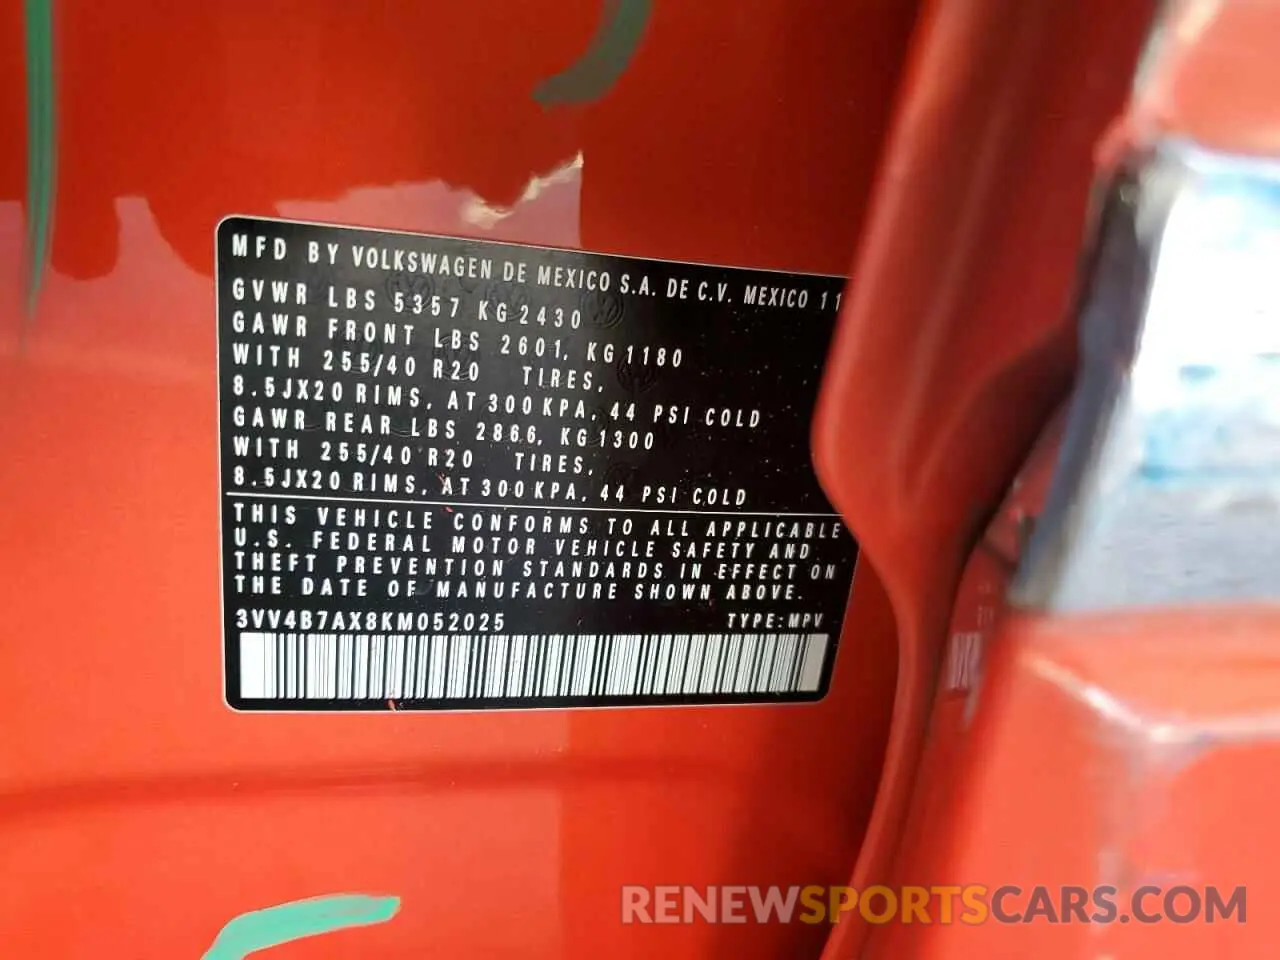 MFD BY VOLKSWAGEN DE MEXICO S.A. DE C.V. MEXICO 11
GVWR LBS 5357 KG 2430
GAWR FRONT LBS 2601, KG 1180
WITH 255/40 R20 TIRES,
8.5JX20 RIMS, AT 300 KPA, 44 PSI COLD
GAWR REAR LBS 2866, KG 1300
WITH 255/40 R20 TIRES,
8.5JX20 RIMS, AT 300 KPA, 44 PSI COLD
THIS VEHICLE CONFORMS TO ALL APPLICABLE
U.S. FEDERAL MOTOR VEHICLE SAFETY AND
THEFT PREVENTION STANDARDS IN EFFECT ON
THE DATE OF MANUFACTURE SHOWN ABOVE.
3VV4B7AX8KM052025 TYPE: MPV
RENEWSPORTSCARS.COM